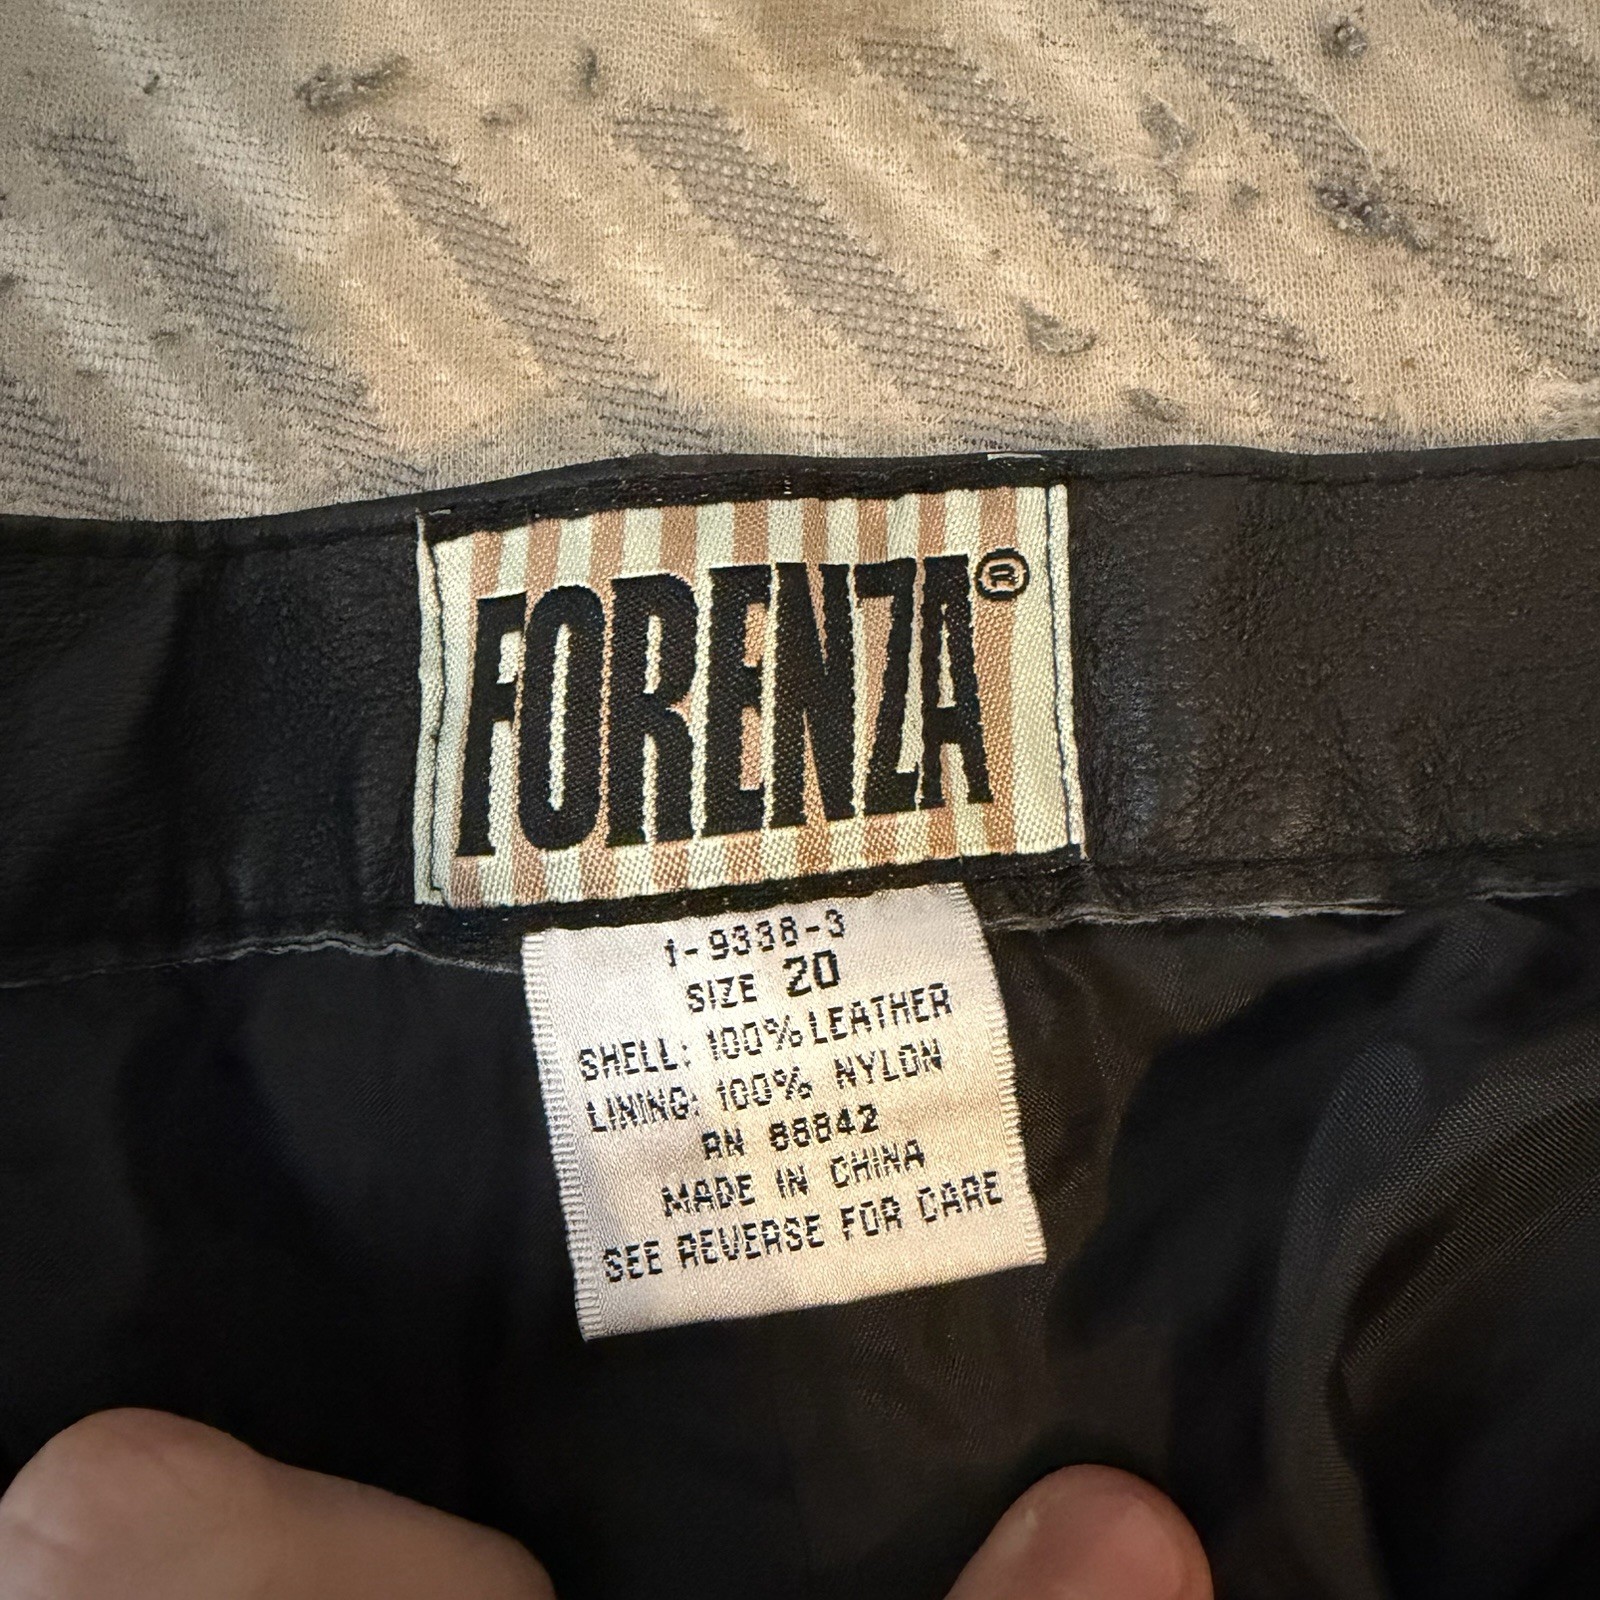 FORENZA®
1-9338-3
SIZE 20
SHELL: 100% LEATHER
LINING: 100% NYLON
RN 88842
MADE IN CHINA
SEE REVERSE FOR CARE